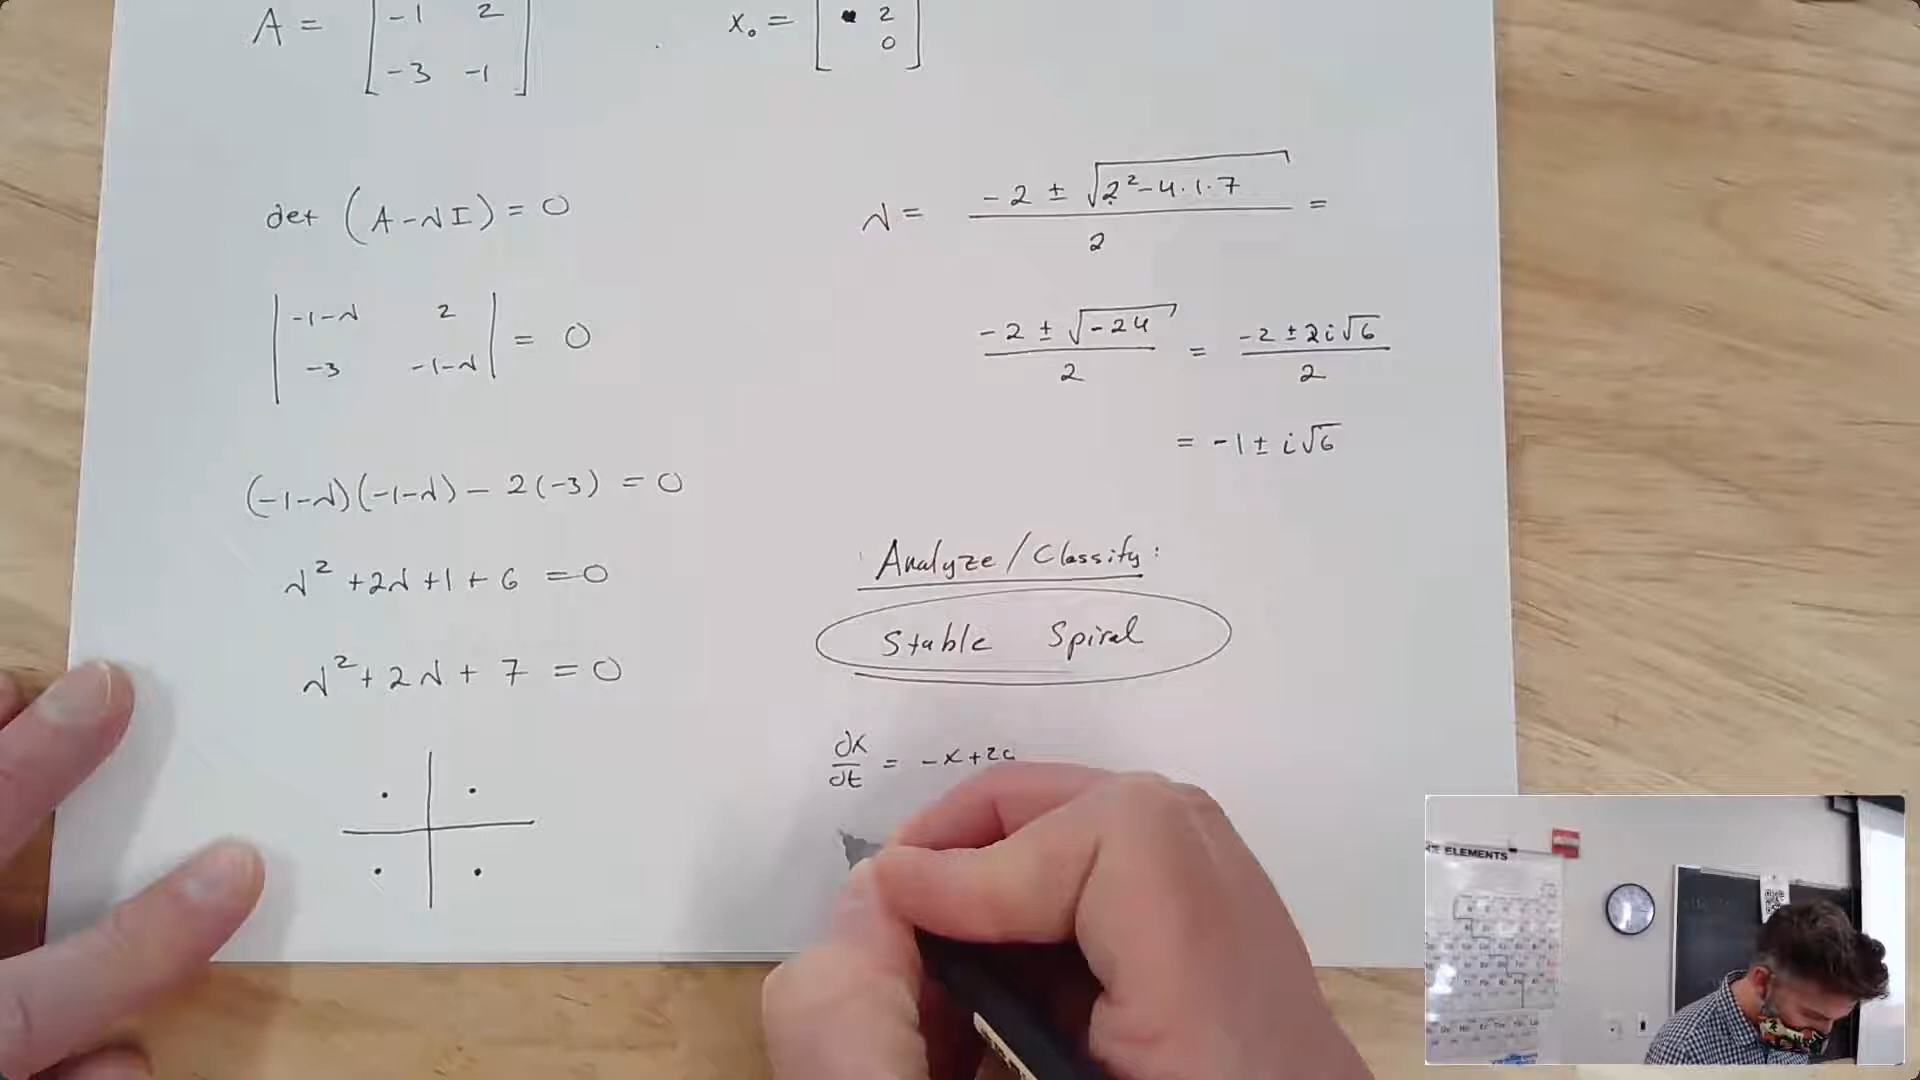 A = [ -1 2
-3 -1 ]
x₀ = [ 2
0 ]
det (A-λI) = 0
| -1-λ 2
-3 -1-λ | = 0
(-1-λ)(-1-λ) - 2(-3) = 0
λ² + 2λ + 1 + 6 = 0
λ² + 2λ + 7 = 0
λ = (-2 ± √(2²-4·1·7)) / 2 =
(-2 ± √-24) / 2 = (-2 ± 2i√6) / 2
= -1 ± i√6
Analyze/Classify:
Stable Spiral
dx/dt = -x+2
ELEMENTS